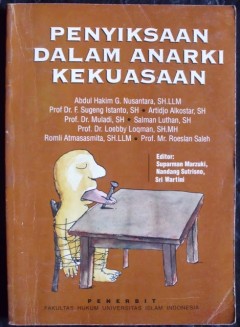 PENYIKSAAN
DALAM ANARKI
KEKUASAAN
Abdul Hakim G. Nusantara, SH.LLM
Prof Dr. F. Sugeng Istanto, SH • Artidjo Alkostar, SH
Prof. Dr. Muladi, SH • Salman Luthan, SH
Prof. Dr. Loebby Loqman, SH.MH
Romli Atmasasmita, SH.LLM • Prof. Mr. Roeslan Saleh
Editor:
Suparman Marzuki,
Nandang Sutrisno,
Sri Wartini
PENERBIT
FAKULTAS HUKUM UNIVERSITAS ISLAM INDONESIA